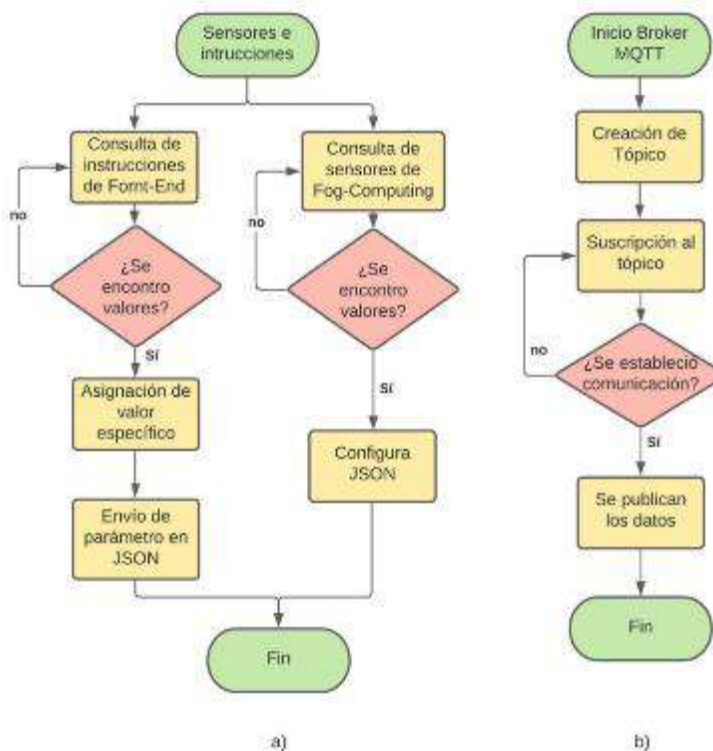 Sensores e
intrucciones
Consulta de
instrucciones
de Fornt-End
no
¿Se
encontro
valores?
Sí
Asignación de
valor
específico
Envío de
parámetro en
JSON
Consulta de
sensores de
Fog-Computing
no
¿Se
encontro
valores?
Sí
Configura
JSON
Fin
a)
Inicio Broker
MQTT
Creación de
Tópico
Suscripción al
tópico
no
¿Se estableció
comunicación?
Sí
Se publican
los datos
Fin
b)